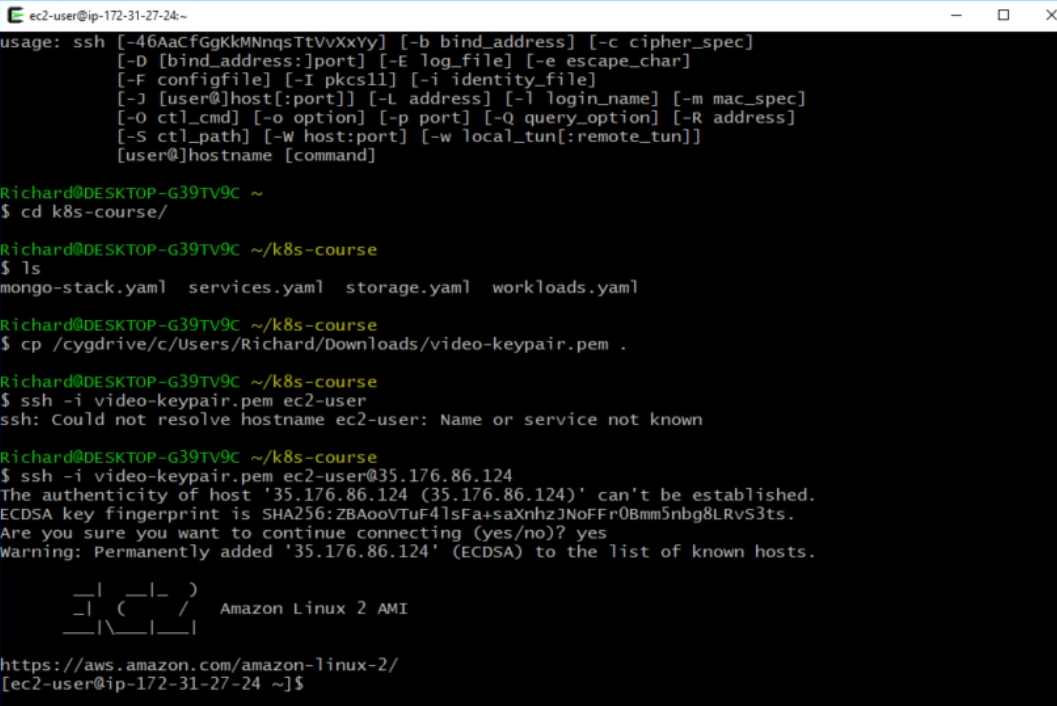 ec2-user@ip-172-31-27-24:~
usage: ssh [-46AaCfGgKkMNnqsTtVvXxYy] [-b bind_address] [-c cipher_spec]
           [-D [bind_address:]port] [-E log_file] [-e escape_char]
           [-F configfile] [-I pkcs11] [-i identity_file]
           [-J [user@]host[:port]] [-L address] [-l login_name] [-m mac_spec]
           [-O ctl_cmd] [-o option] [-p port] [-Q query_option] [-R address]
           [-S ctl_path] [-W host:port] [-w local_tun[:remote_tun]]
           [user@]hostname [command]
Richard@DESKTOP-G39TV9C ~
$ cd k8s-course/
Richard@DESKTOP-G39TV9C ~/k8s-course
$ ls
mongo-stack.yaml  services.yaml  storage.yaml  workloads.yaml
Richard@DESKTOP-G39TV9C ~/k8s-course
$ cp /cygdrive/c/Users/Richard/Downloads/video-keypair.pem .
Richard@DESKTOP-G39TV9C ~/k8s-course
$ ssh -i video-keypair.pem ec2-user
ssh: Could not resolve hostname ec2-user: Name or service not known
Richard@DESKTOP-G39TV9C ~/k8s-course
$ ssh -i video-keypair.pem ec2-user@35.176.86.124
The authenticity of host '35.176.86.124 (35.176.86.124)' can't be established.
ECDSA key fingerprint is SHA256:ZBAooVTuF4lsFa+saXnhzJNoFFrOBmm5nbg8LRvS3ts.
Are you sure you want to continue connecting (yes/no)? yes
Warning: Permanently added '35.176.86.124' (ECDSA) to the list of known hosts.
       __|  __|_  )
       _|  (     /   Amazon Linux 2 AMI
      ___|\___|___|
https://aws.amazon.com/amazon-linux-2/
[ec2-user@ip-172-31-27-24 ~]$